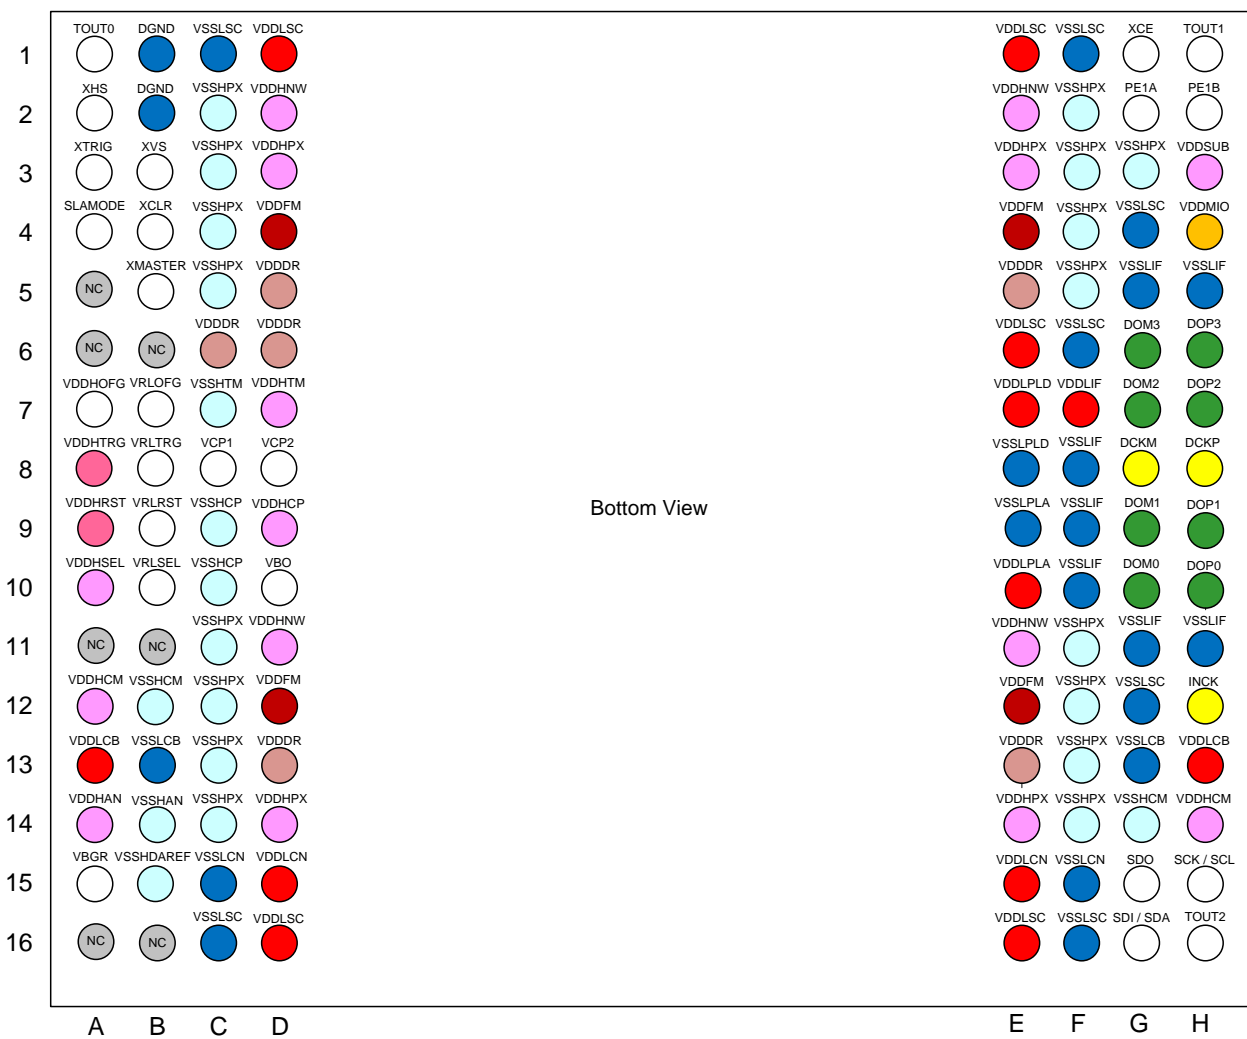 TOUT0 DGND VSSLSC VDDLSC VDDLSC VSSLSC XCE TOUT1
1
XHS DGND VSSHPX VDDHNW VDDHNW VSSHPX PE1A PE1B
2
XTRIG XVS VSSHPX VDDHPX VDDHPX VSSHPX VSSHPX VDDSUB
3
SLAMODE XCLR VSSHPX VDDFM VDDFM VSSHPX VSSLSC VDDMIO
4
XMASTER VSSHPX VDDDR VDDDR VSSHPX VSSLIF VSSLIF
5 NC
VDDDR VDDDR VDDLSC VSSLSC DOM3 DOP3
6 NC NC
VDDHOFG VRLOFG VSSHTM VDDHTM VDDLPLD VDDLIF DOM2 DOP2
7
VDDHTRG VRLTRG VCP1 VCP2 VSSLPLD VSSLIF DCKM DCKP
8
VDDHRST VRLRST VSSHCP VDDHCP VSSLPLA VSSLIF DOM1 DOP1
9 Bottom View
VDDHSEL VRLSEL VSSHCP VBO VDDLPLA VSSLIF DOM0 DOP0
10
VSSHPX VDDHNW VDDHNW VSSHPX VSSLIF VSSLIF
11 NC NC
VDDHCM VSSHCM VSSHPX VDDFM VDDFM VSSHPX VSSLSC INCK
12
VDDLCB VSSLCB VSSHPX VDDDR VDDDR VSSHPX VSSLCB VDDLCB
13
VDDHAN VSSHAN VSSHPX VDDHPX VDDHPX VSSHPX VSSHCM VDDHCM
14
VBGR VSSHDAREF VSSLCN VDDLCN VDDLCN VSSLCN SDO SCK / SCL
15
VSSLSC VDDLSC VDDLSC VSSLSC SDI / SDA TOUT2
16 NC NC
A B C D E F G H